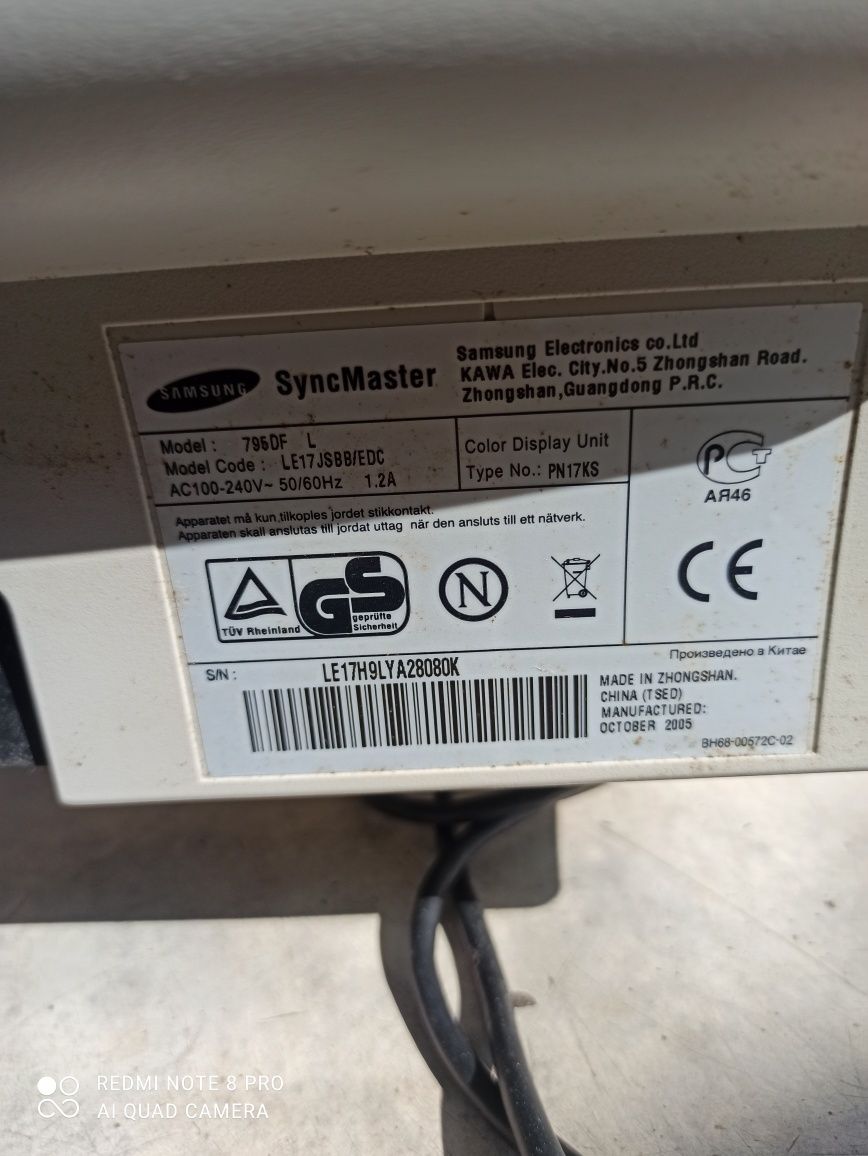 SAMSUNG SyncMaster
Samsung Electronics co.Ltd
KAWA Elec. City.No.5 Zhongshan Road.
Zhongshan,Guangdong P.R.C.
Model : 795DF L
Model Code : LE17JSBB/EDC
AC100-240V~ 50/60Hz 1.2A
Color Display Unit
Type No.: PN17KS
PCT
АЯ46
Apparatet må kun tilkoples jordet stikkontakt.
Apparaten skall anslutas till jordat uttag när den ansluts till ett nätverk.
TÜV Rheinland
GS
geprüfte
Sicherheit
N
CE
Произведено в Китае
S/N : LE17H9LYA28080K
MADE IN ZHONGSHAN.
CHINA (TSED)
MANUFACTURED:
OCTOBER 2005
BH68-00572C-02
REDMI NOTE 8 PRO
AI QUAD CAMERA